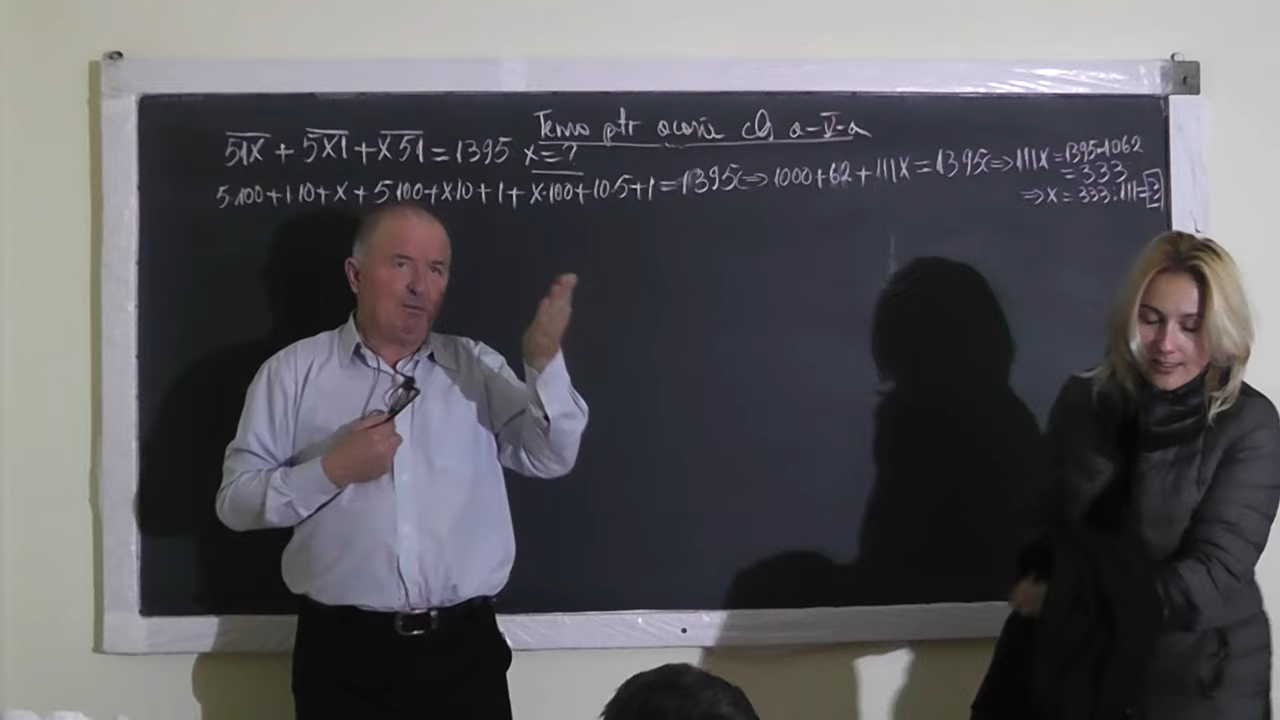 Tema ptr acasă cls a-V-a
51x + 5x1 + x51 = 1395 x=?
5·100+1·10+x+5·100+x·10+1+x·100+10·5+1=1395⇔1000+62+111x=1395⇔⇒111x=1395-1062
=333
⇒x=333:111=3